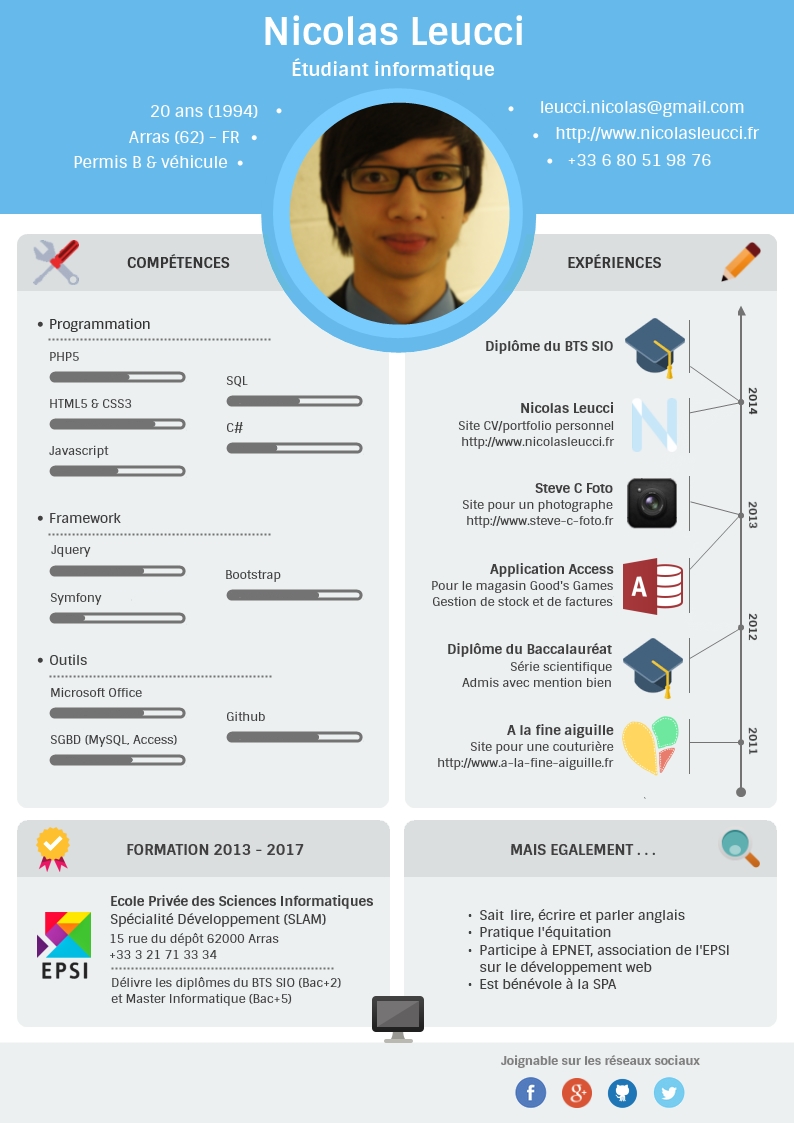 Nicolas Leucci
Étudiant informatique
20 ans (1994) •
Arras (62) - FR •
Permis B & véhicule •
• leucci.nicolas@gmail.com
• http://www.nicolasleucci.fr
• +33 6 80 51 98 76
COMPÉTENCES
• Programmation
PHP5
SQL
HTML5 & CSS3
C#
Javascript
• Framework
Jquery
Bootstrap
Symfony
• Outils
Microsoft Office
Github
SGBD (MySQL, Access)
EXPÉRIENCES
Diplôme du BTS SIO
2014
Nicolas Leucci
Site CV/portfolio personnel
http://www.nicolasleucci.fr
Steve C Foto
Site pour un photographe
http://www.steve-c-foto.fr
2013
Application Access
Pour le magasin Good's Games
Gestion de stock et de factures
A
2012
Diplôme du Baccalauréat
Série scientifique
Admis avec mention bien
A la fine aiguille
Site pour une couturière
http://www.a-la-fine-aiguille.fr
2011
FORMATION 2013 - 2017
Ecole Privée des Sciences Informatiques
Spécialité Développement (SLAM)
15 rue du dépôt 62000 Arras
+33 3 21 71 33 34
EPSI
Délivre les diplômes du BTS SIO (Bac+2)
et Master Informatique (Bac+5)
MAIS EGALEMENT . . .
• Sait lire, écrire et parler anglais
• Pratique l'équitation
• Participe à EPNET, association de l'EPSI
sur le développement web
• Est bénévole à la SPA
Joignable sur les réseaux sociaux